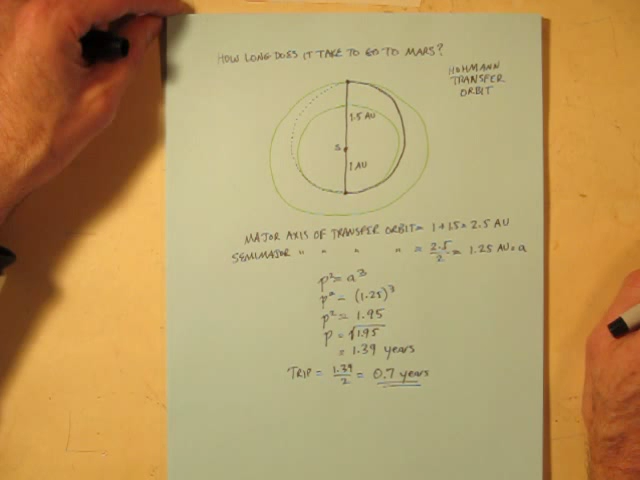 HOW LONG DOES IT TAKE TO GO TO MARS?
HOHMANN
TRANSFER
ORBIT
1.5 AU
S
1 AU
MAJOR AXIS OF TRANSFER ORBIT = 1 + 1.5 = 2.5 AU
SEMIMAJOR " " " " = 2.5/2 = 1.25 AU = a
p² = a³
p² = (1.25)³
p² = 1.95
p = √1.95
= 1.39 years
TRIP = 1.39/2 = 0.7 years